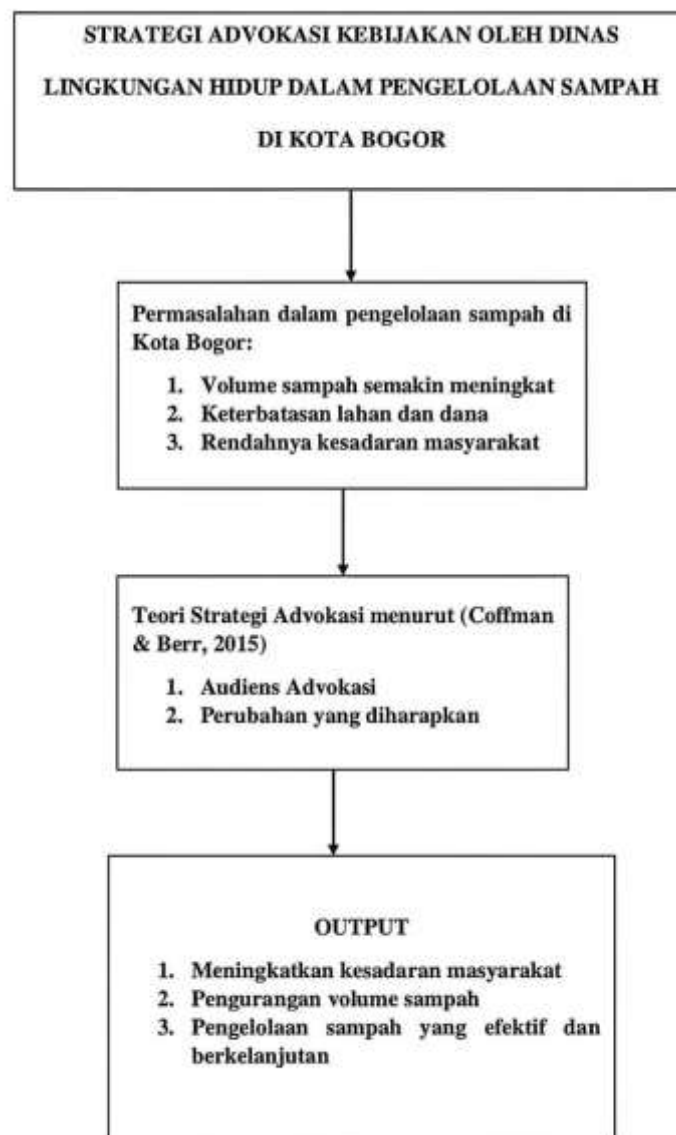 STRATEGI ADVOKASI KEBIJAKAN OLEH DINAS
LINGKUNGAN HIDUP DALAM PENGELOLAAN SAMPAH
DI KOTA BOGOR
Permasalahan dalam pengelolaan sampah di
Kota Bogor:
1. Volume sampah semakin meningkat
2. Keterbatasan lahan dan dana
3. Rendahnya kesadaran masyarakat
Teori Strategi Advokasi menurut (Coffman
& Berr, 2015)
1. Audiens Advokasi
2. Perubahan yang diharapkan
OUTPUT
1. Meningkatkan kesadaran masyarakat
2. Pengurangan volume sampah
3. Pengelolaan sampah yang efektif dan
berkelanjutan